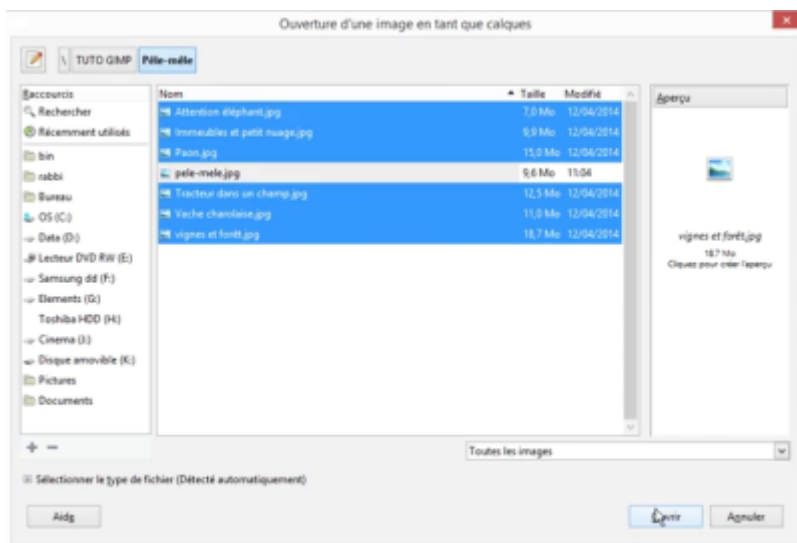 Ouverture d'une image en tant que calques
\ TUTO GIMP Pêle-mêle
Raccourcis
Rechercher
Récemment utilisés
bin
rabbi
Bureau
OS (C:)
Data (D:)
Lecteur DVD RW (E:)
Samsung dd (F:)
Elements (G:)
Toshiba HDD (H:)
Cinema (J:)
Disque amovible (K:)
Pictures
Documents
Nom Taille Modifié
Attention éléphant.jpg 7,0 Mo 12/04/2014
Immeubles et petit nuage.jpg 9,9 Mo 12/04/2014
Paon.jpg 15,0 Mo 12/04/2014
pele-mele.jpg 9,6 Mo 11:04
Tracteur dans un champ.jpg 12,5 Mo 12/04/2014
Vache charolaise.jpg 11,0 Mo 12/04/2014
vignes et forêt.jpg 18,7 Mo 12/04/2014
Aperçu
vignes et forêt.jpg
18,7 Mo
Cliquez pour créer l'aperçu
Toutes les images
Sélectionner le type de fichier (Détecté automatiquement)
Aide
Ouvrir
Annuler